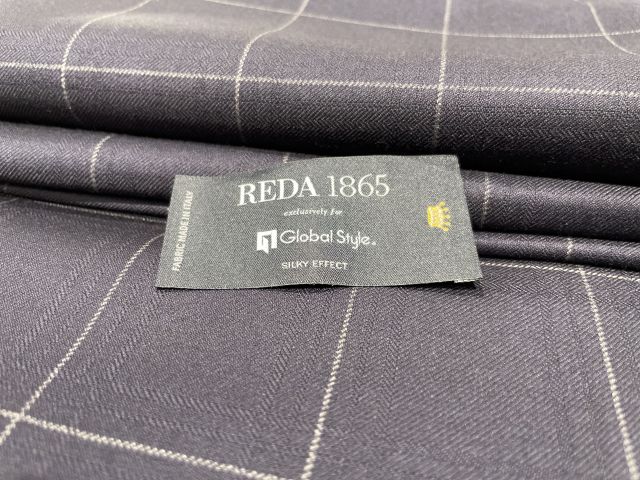 REDA 1865
exclusively for
Global Style®
SILKY EFFECT
FABRIC MADE IN ITALY